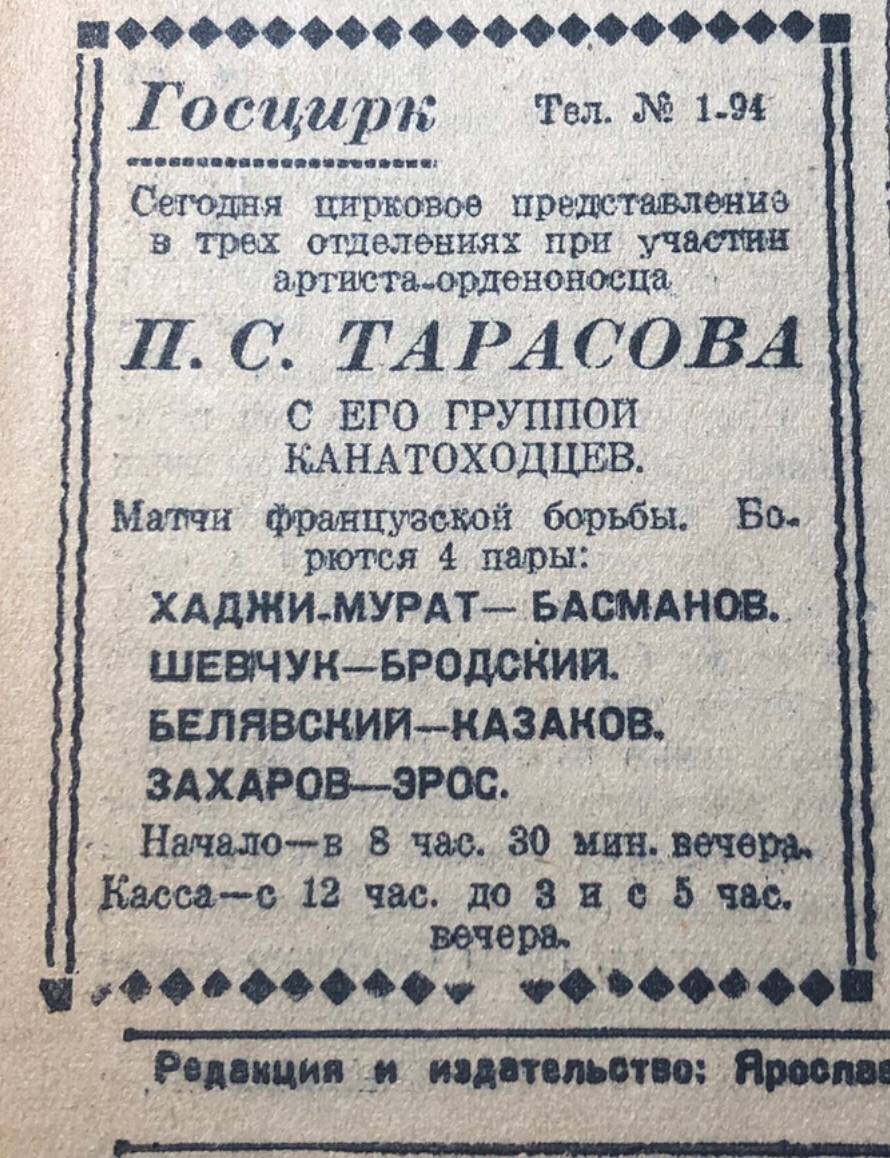 Госцирк Тел. № 1-94
Сегодня цирковое представление
в трех отделениях при участии
артиста-орденоносца
П. С. ТАРАСОВА
С ЕГО ГРУППОЙ
КАНАТОХОДЦЕВ.
Матчи французской борьбы. Бо-
рются 4 пары:
ХАДЖИ-МУРАТ— БАСМАНОВ.
ШЕВЧУК—БРОДСКИЙ.
БЕЛЯВСКИЙ—КАЗАКОВ.
ЗАХАРОВ—ЭРОС.
Начало—в 8 час. 30 мин. вечера.
Касса—с 12 час. до 3 и с 5 час.
вечера.
Редакция и издательство: Ярослав